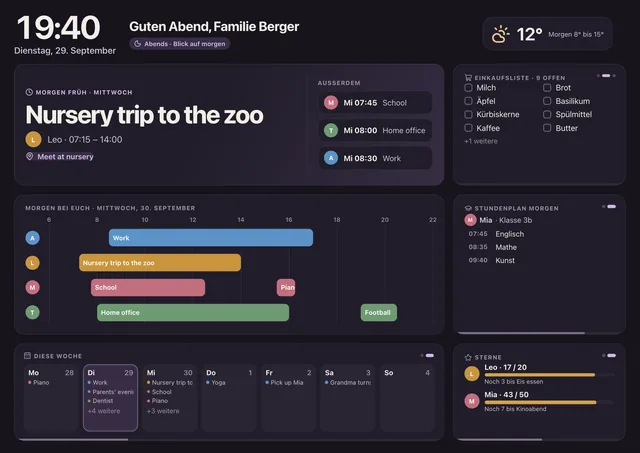 19:40
Dienstag, 29. September
Guten Abend, Familie Berger
Abends · Blick auf morgen
12°
Morgen 8° bis 15°
MORGEN FRÜH · MITTWOCH
Nursery trip to the zoo
L Leo · 07:15 – 14:00
Meet at nursery
AUSSERDEM
M Mi 07:45 School
T Mi 08:00 Home office
A Mi 08:30 Work
EINKAUFSLISTE · 9 OFFEN
Milch Brot
Äpfel Basilikum
Kürbiskerne Spülmittel
Kaffee Butter
+1 weitere
MORGEN BEI EUCH · MITTWOCH, 30. SEPTEMBER
6 8 10 12 14 16 18 20 22
A Work
L Nursery trip to the zoo
M School Pian
T Home office Football
STUNDENPLAN MORGEN
M Mia · Klasse 3b
07:45 Englisch
08:35 Mathe
09:40 Kunst
DIESE WOCHE
Mo 28
Piano
Di 29
Work
Parents' eveni
Dentist
+4 weitere
Mi 30
Nursery trip to
School
Piano
+3 weitere
Do 1
Yoga
Fr 2
Pick up Mia
Sa 3
Grandma turns
So 4
STERNE
L Leo · 17 / 20
Noch 3 bis Eis essen
M Mia · 43 / 50
Noch 7 bis Kinoabend